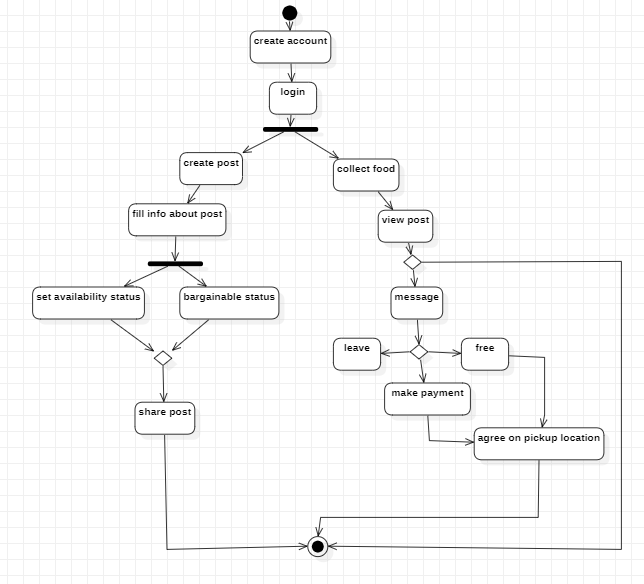 create account
login
create post
collect food
fill info about post
view post
set availability status
bargainable status
message
leave
free
make payment
share post
agree on pickup location